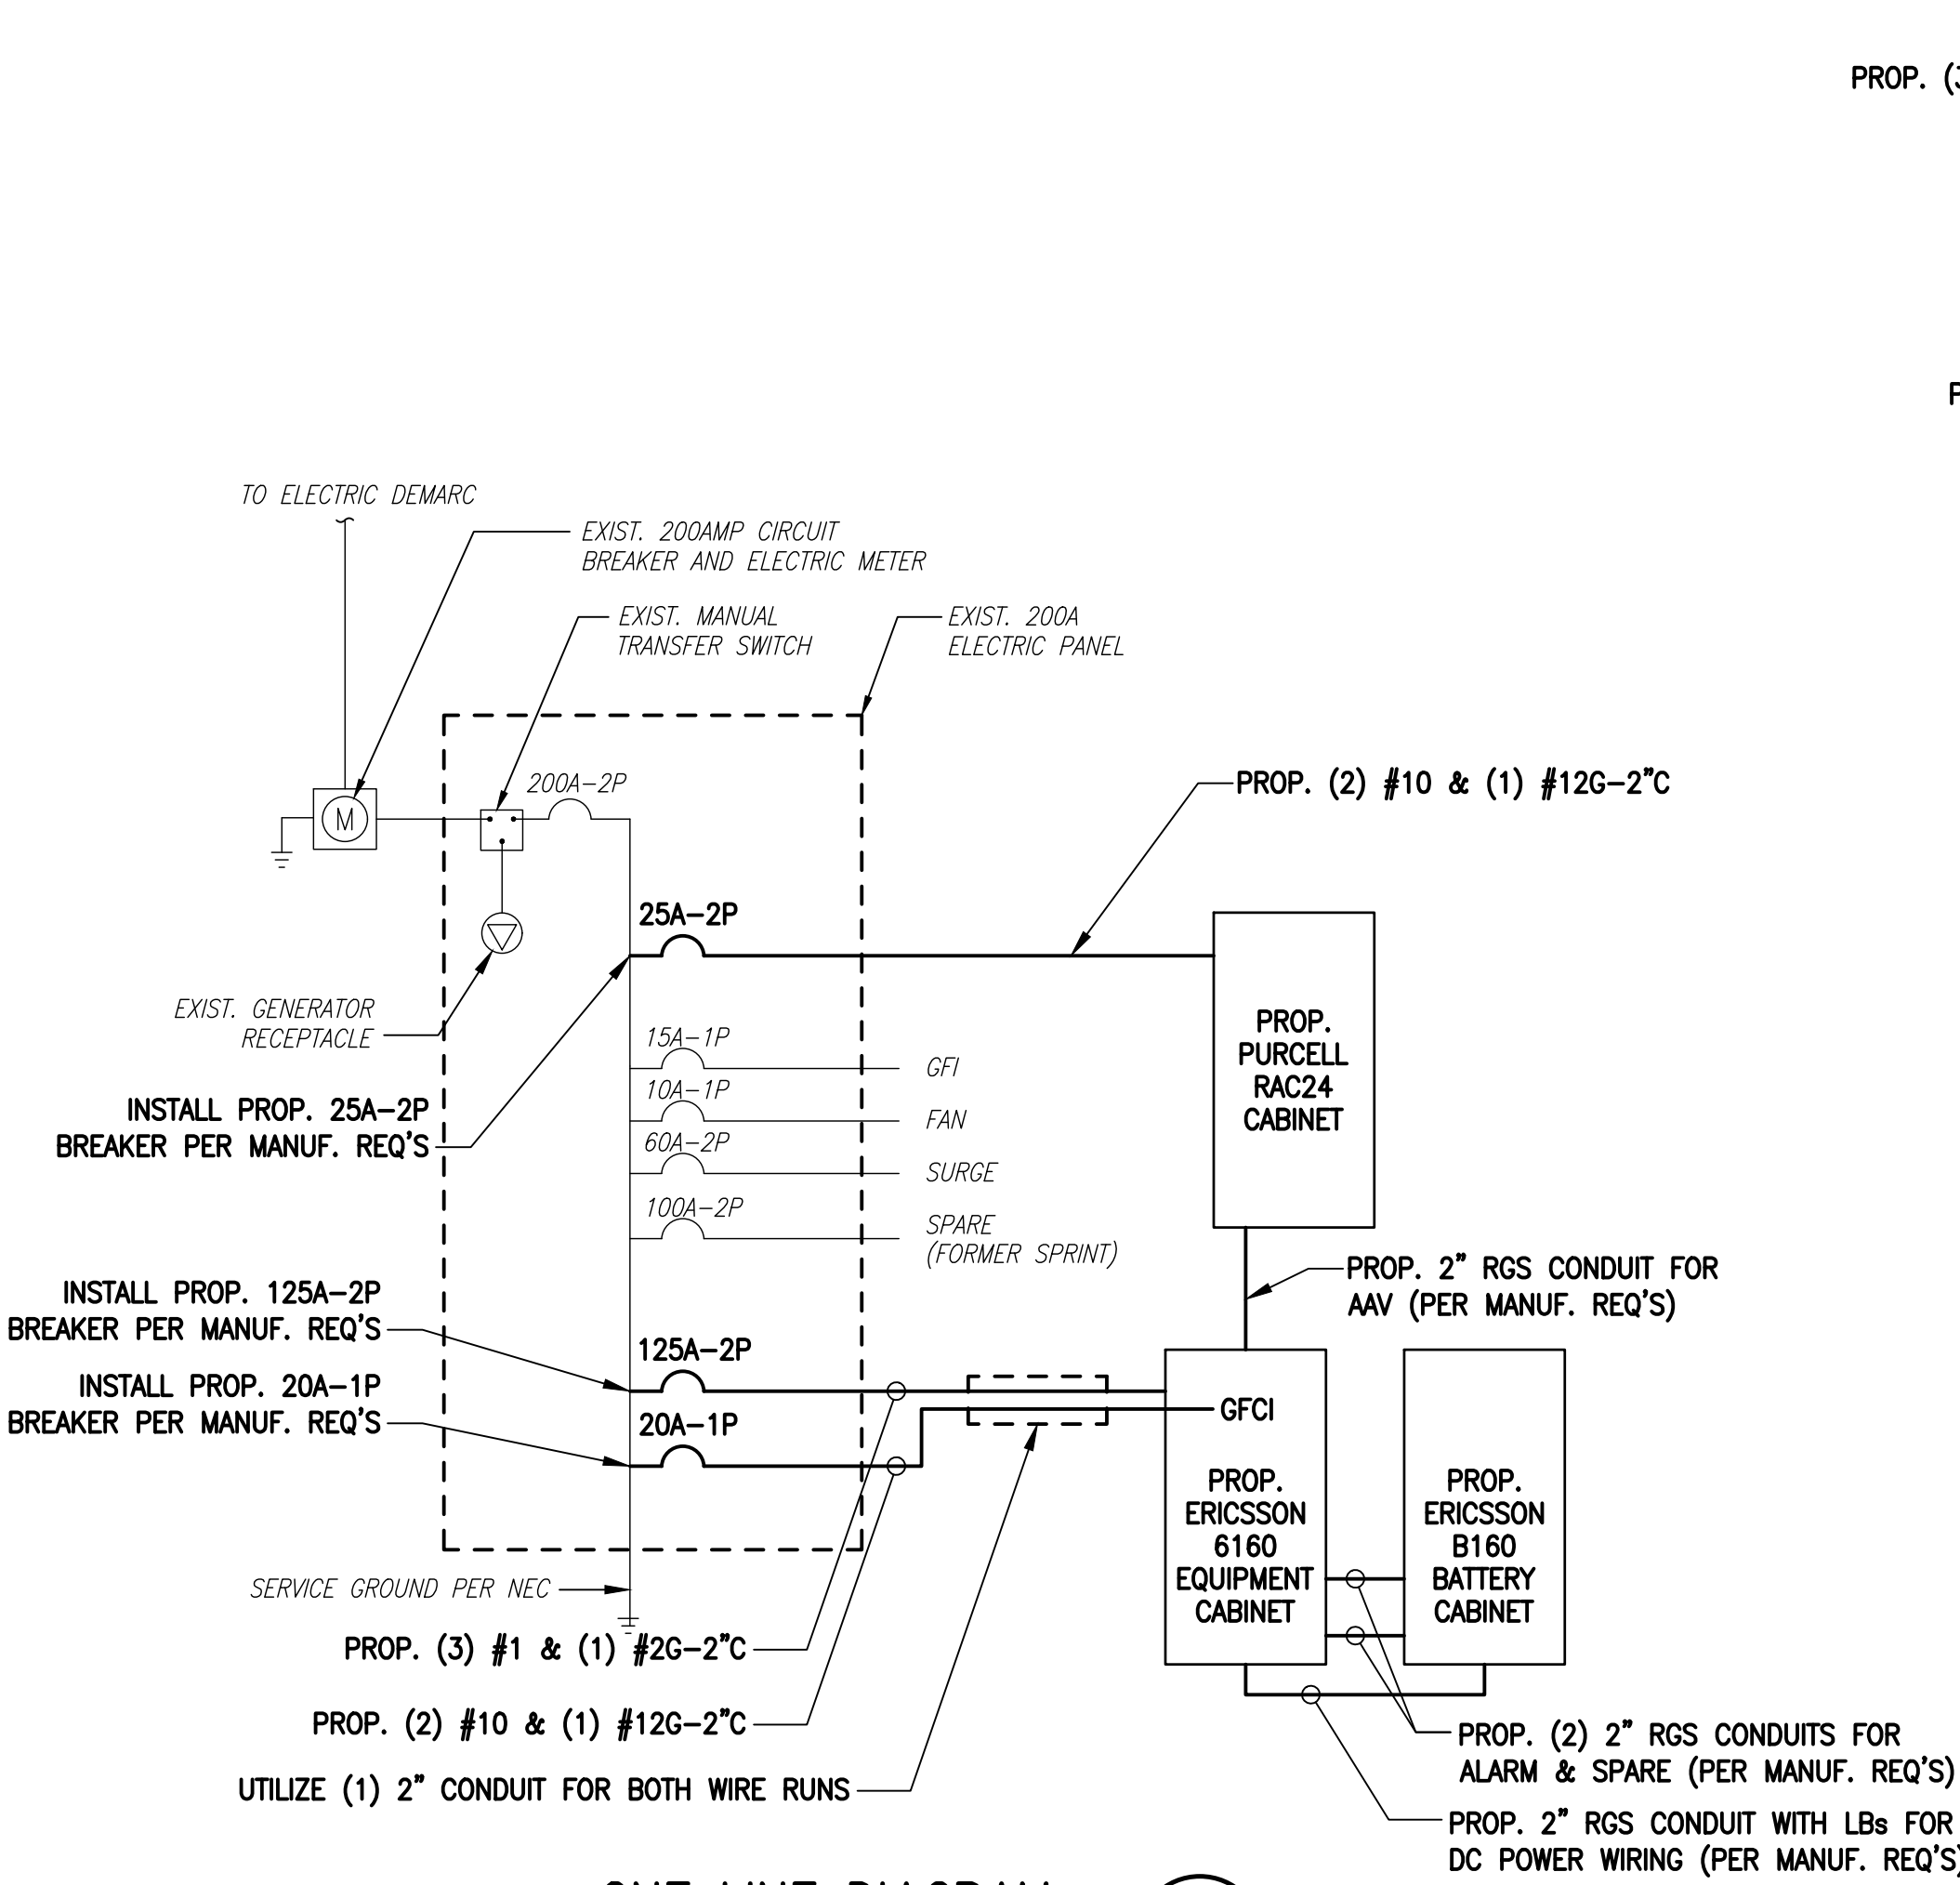 PROP. (3
P
TO ELECTRIC DEMARC
EXIST. 200AMP CIRCUIT
BREAKER AND ELECTRIC METER
EXIST. MANUAL
TRANSFER SWITCH
EXIST. 200A
ELECTRIC PANEL
200A-2P
M
PROP. (2) #10 & (1) #12G-2"C
25A-2P
EXIST. GENERATOR
RECEPTACLE
PROP.
PURCELL
RAC24
CABINET
15A-1P
GFI
10A-1P
FAN
60A-2P
SURGE
100A-2P
SPARE
(FORMER SPRINT)
INSTALL PROP. 25A-2P
BREAKER PER MANUF. REQ'S
PROP. 2" RGS CONDUIT FOR
AAV (PER MANUF. REQ'S)
INSTALL PROP. 125A-2P
BREAKER PER MANUF. REQ'S
125A-2P
INSTALL PROP. 20A-1P
BREAKER PER MANUF. REQ'S
20A-1P
GFCI
PROP.
ERICSSON
6160
EQUIPMENT
CABINET
PROP.
ERICSSON
B160
BATTERY
CABINET
SERVICE GROUND PER NEC
PROP. (3) #1 & (1) #2G-2"C
PROP. (2) #10 & (1) #12G-2"C
UTILIZE (1) 2" CONDUIT FOR BOTH WIRE RUNS
PROP. (2) 2" RGS CONDUITS FOR
ALARM & SPARE (PER MANUF. REQ'S)
PROP. 2" RGS CONDUIT WITH LBs FOR
DC POWER WIRING (PER MANUF. REQ'S)